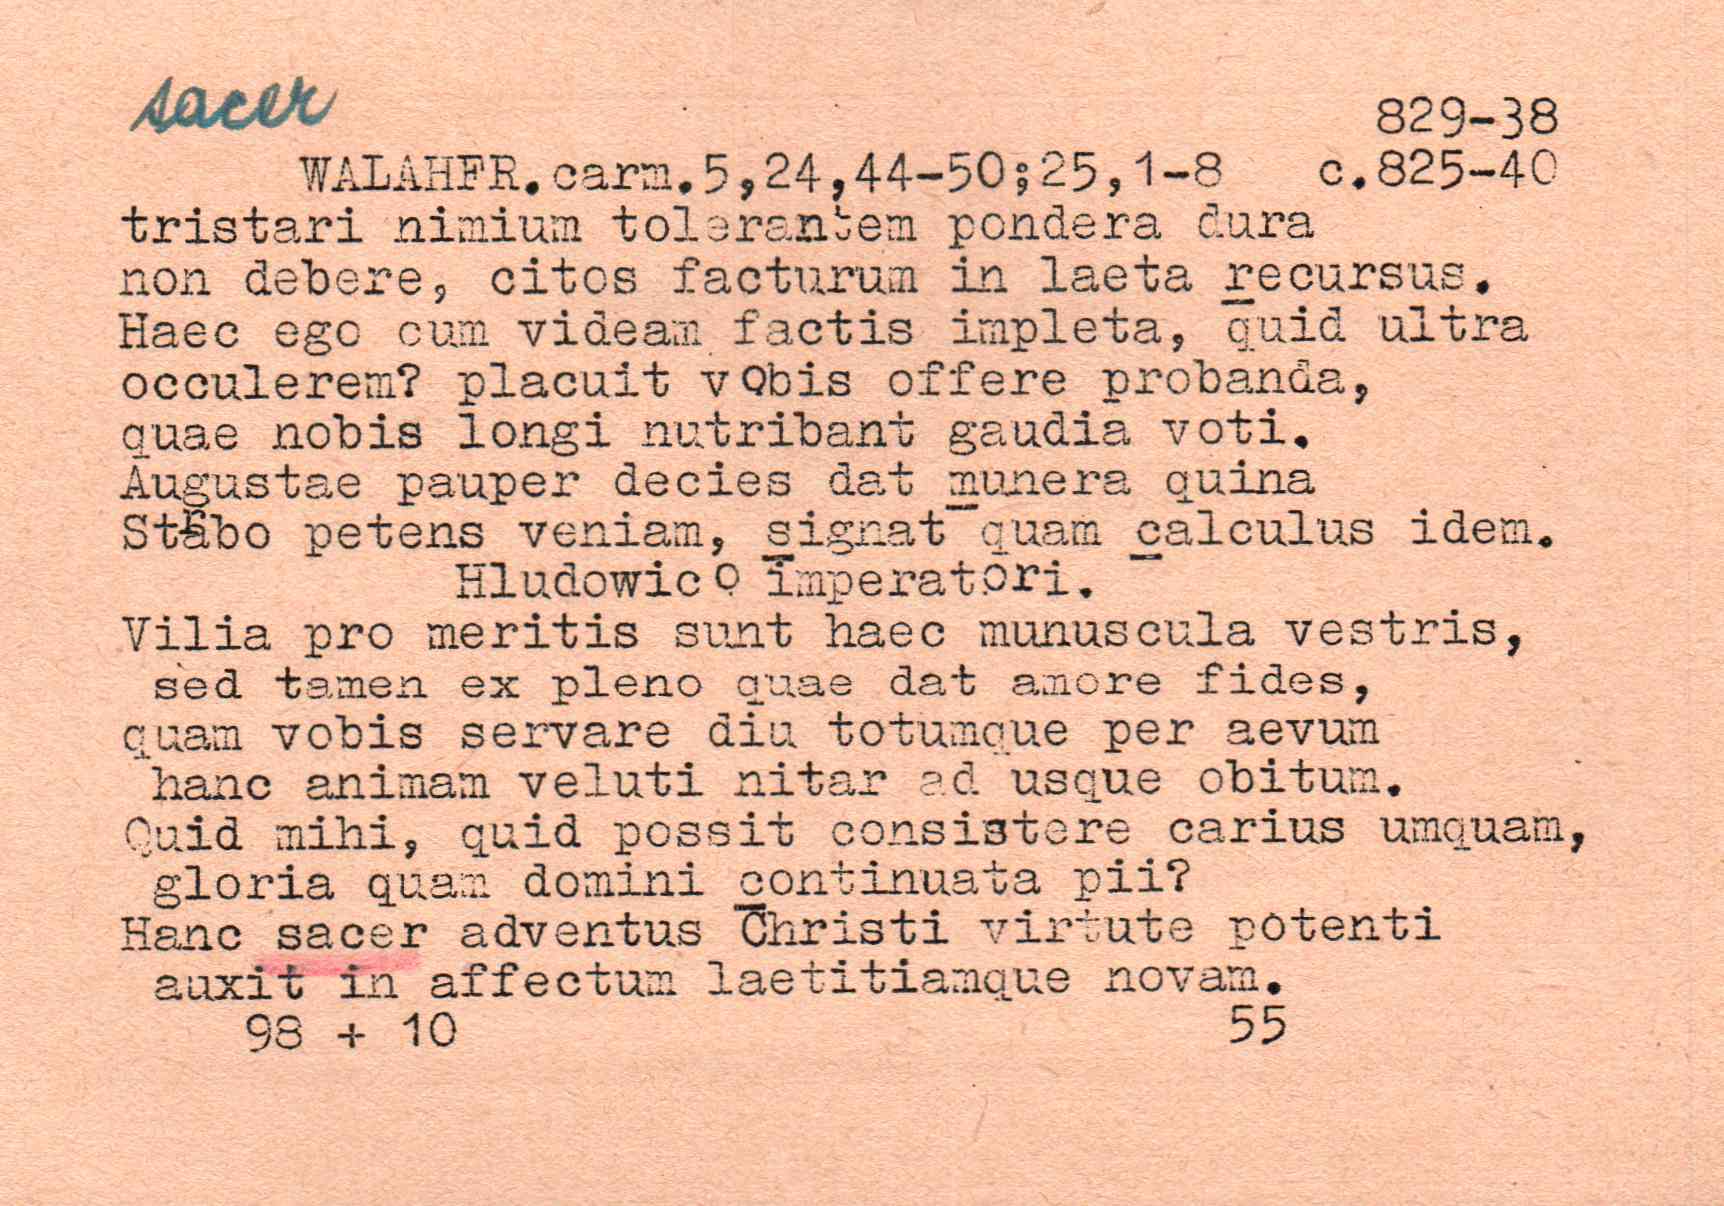 sacer
829-38
WALAHFR.carm.5,24,44-50;25,1-8 c.825-40
tristari nimium tolerantem pondera dura
non debere, citos facturum in laeta recursus.
Haec ego cum videam factis impleta, quid ultra
occulerem? placuit vobis offere probanda,
quae nobis longi nutribant gaudia voti.
Augustae pauper decies dat munera quina
Strabo petens veniam, signat quam calculus idem.
Hludowico imperatori.
Vilia pro meritis sunt haec munuscula vestris,
sed tamen ex pleno quae dat amore fides,
quam vobis servare diu totumque per aevum
hanc animam veluti nitar ad usque obitum.
Quid mihi, quid possit consistere carius umquam,
gloria quam domini continuata pii?
Hanc sacer adventus Christi virtute potenti
auxit in affectum laetitiamque novam.
98 + 10 55